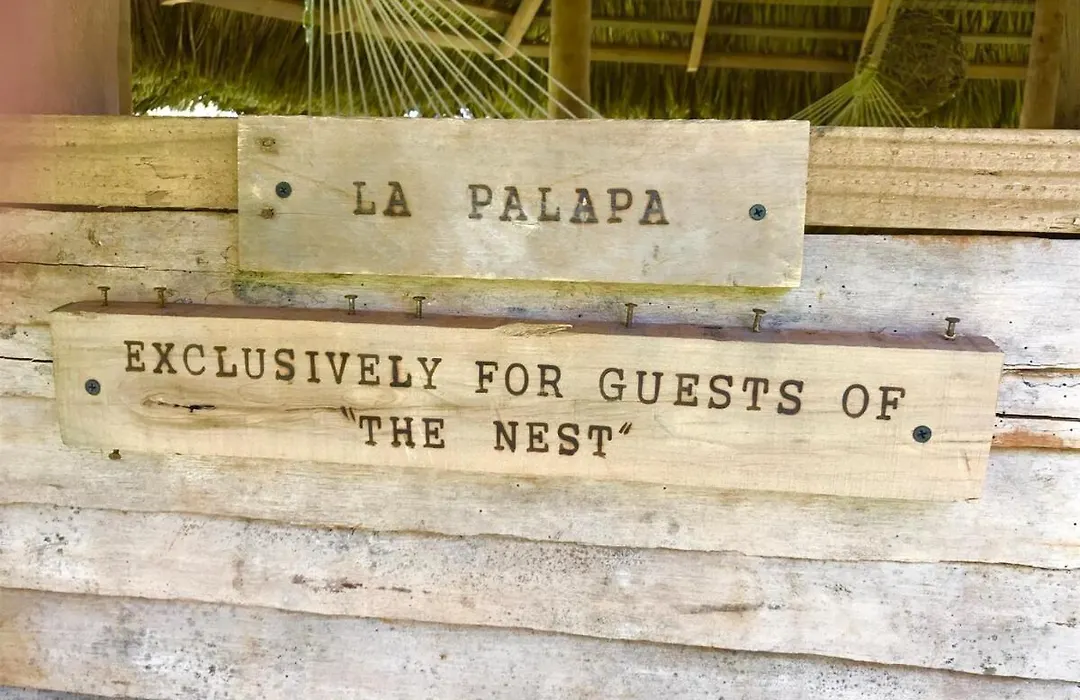 LA PALAPA
EXCLUSIVELY FOR GUESTS OF
"THE NEST"